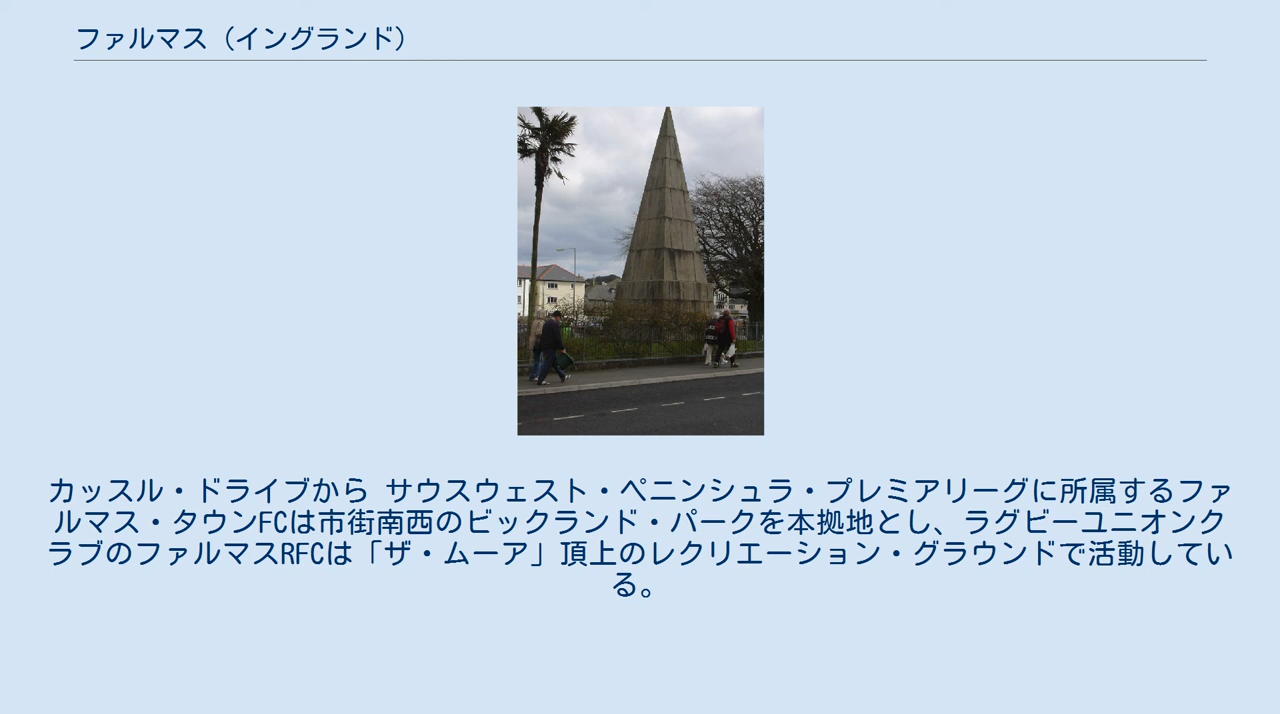 ファルマス（イングランド）
カッスル・ドライブから サウスウェスト・ペニンシュラ・プレミアリーグに所属するファ
ルマス・タウンFCは市街南西のビックランド・パークを本拠地とし、ラグビーユニオンク
ラブのファルマスRFCは「ザ・ムーア」頂上のレクリエーション・グラウンドで活動してい
る。